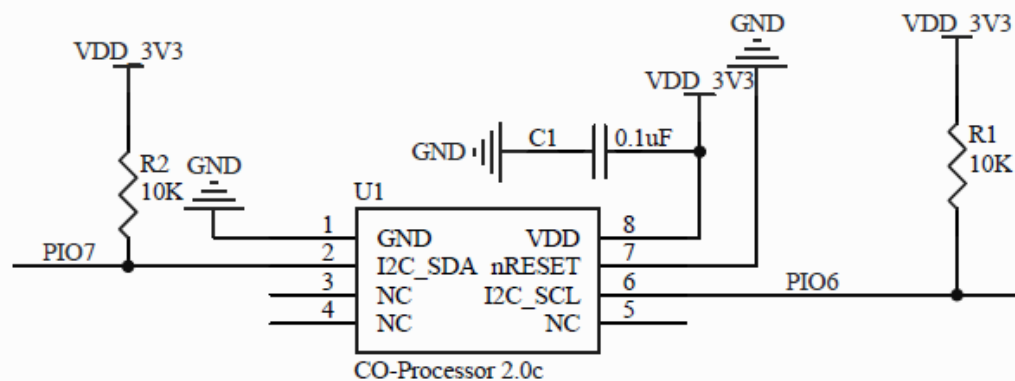 GND
VDD_3V3
VDD_3V3
VDD_3V3
GND
C1
0.1uF
R1
10K
R2
10K
GND
U1
1
GND
VDD
8
PIO7
2
I2C_SDA
nRESET
7
3
NC
I2C_SCL
6
PIO6
4
NC
NC
5
CO-Processor 2.0c